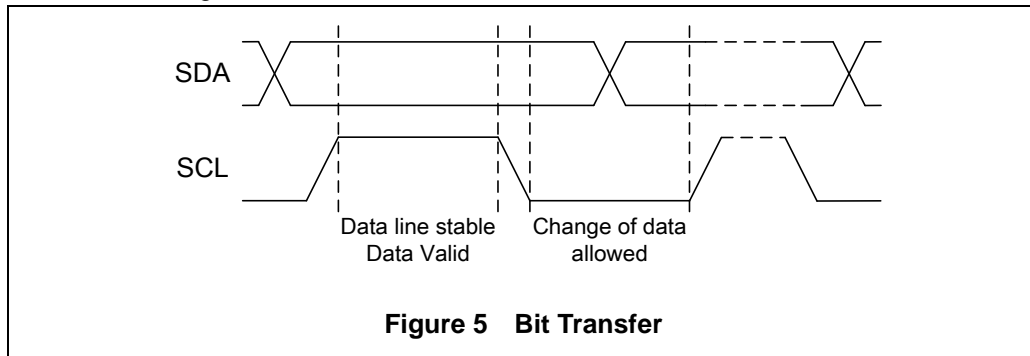 SDA
SCL
Data line stable
Data Valid
Change of data
allowed
Figure 5 Bit Transfer